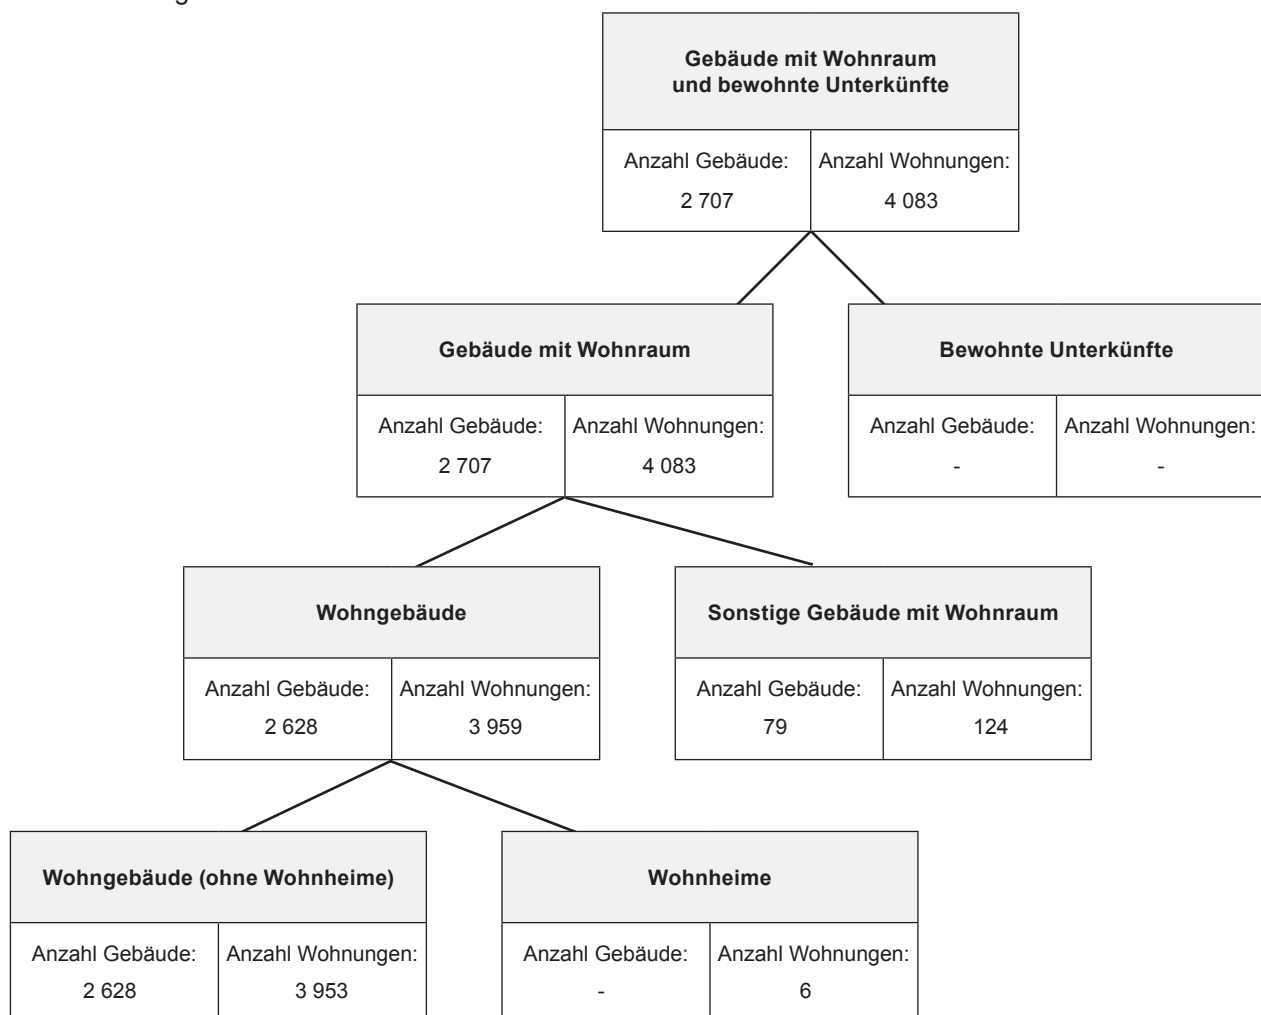 Gebäude mit Wohnraum
und bewohnte Unterkünfte
Anzahl Gebäude: Anzahl Wohnungen:
2 707 4 083
Gebäude mit Wohnraum
Anzahl Gebäude: Anzahl Wohnungen:
2 707 4 083
Bewohnte Unterkünfte
Anzahl Gebäude: Anzahl Wohnungen:
- -
Wohngebäude
Anzahl Gebäude: Anzahl Wohnungen:
2 628 3 959
Sonstige Gebäude mit Wohnraum
Anzahl Gebäude: Anzahl Wohnungen:
79 124
Wohngebäude (ohne Wohnheime)
Anzahl Gebäude: Anzahl Wohnungen:
2 628 3 953
Wohnheime
Anzahl Gebäude: Anzahl Wohnungen:
- 6